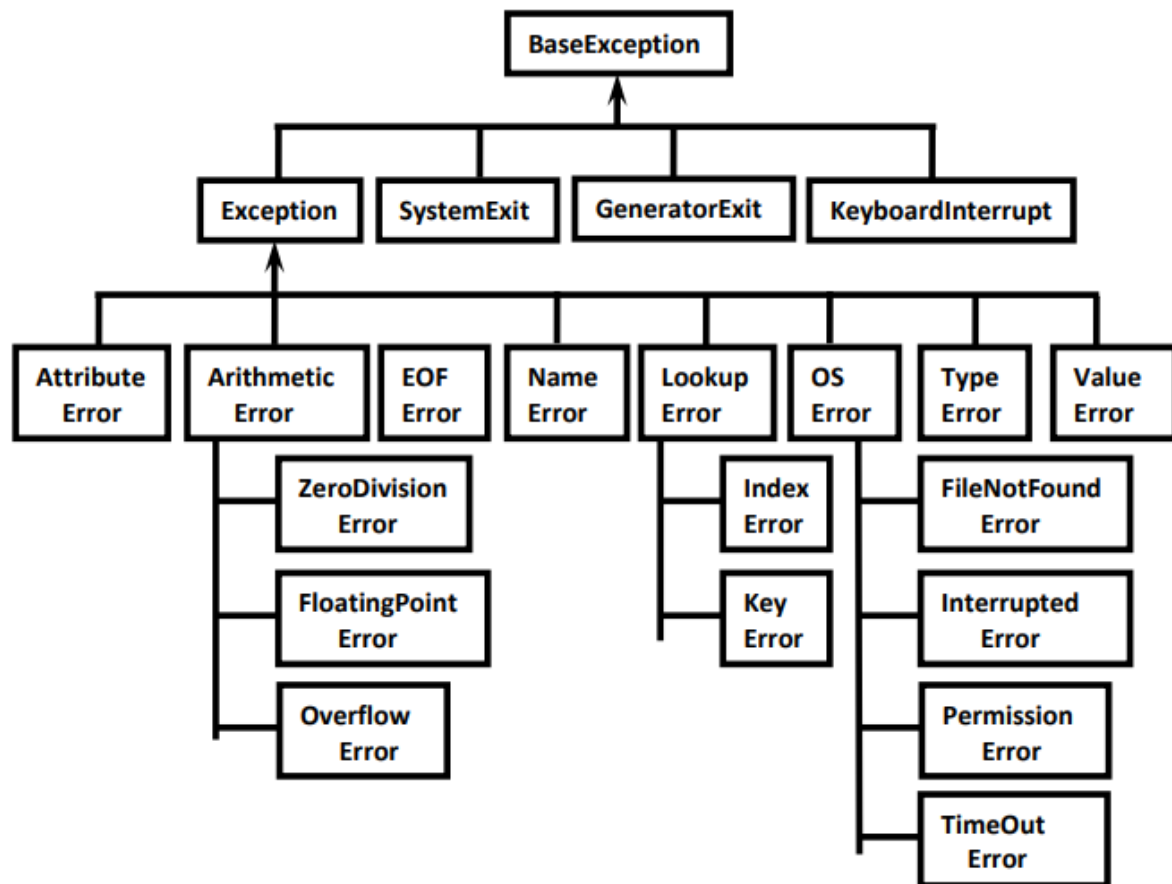 BaseException
Exception
SystemExit
GeneratorExit
KeyboardInterrupt
Attribute
Error
Arithmetic
Error
EOF
Error
Name
Error
Lookup
Error
OS
Error
Type
Error
Value
Error
ZeroDivision
Error
FloatingPoint
Error
Overflow
Error
Index
Error
Key
Error
FileNotFound
Error
Interrupted
Error
Permission
Error
TimeOut
Error